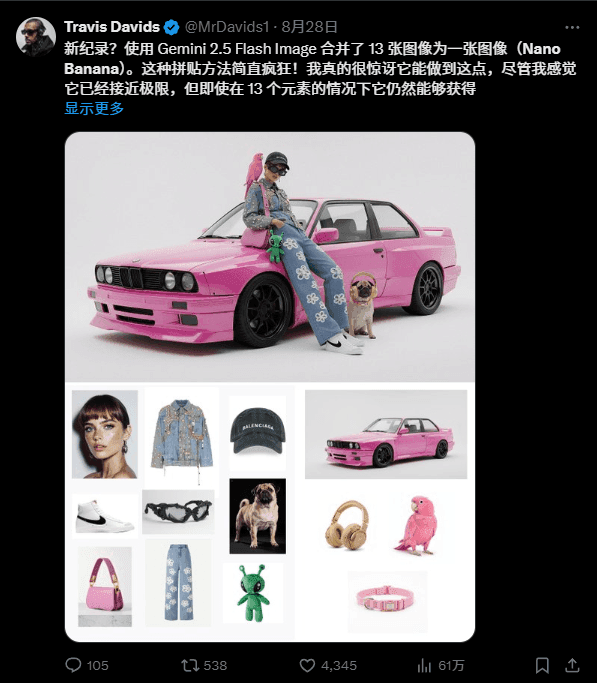 Travis Davids @MrDavids1 · 8月28日
新纪录？使用 Gemini 2.5 Flash Image 合并了 13 张图像为一张图像（Nano
Banana）。这种拼贴方法简直疯狂！我真的很惊讶它能做到这点，尽管我感觉
它已经接近极限，但即使在 13 个元素的情况下它仍然能够获得
显示更多
BALENCIAGA
105 538 4,345 61万